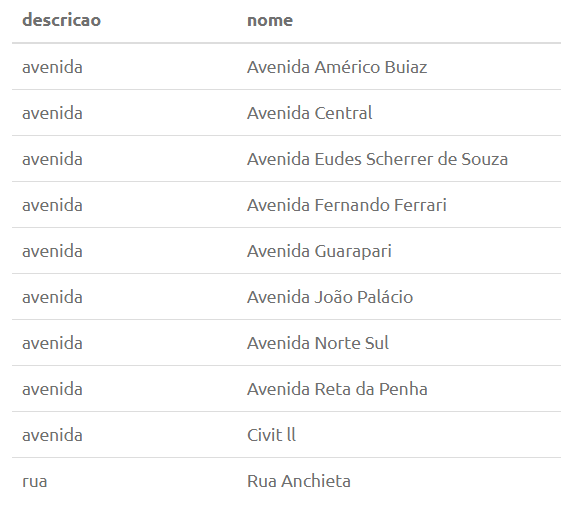 descricao nome
avenida Avenida Américo Buiaz
avenida Avenida Central
avenida Avenida Eudes Scherrer de Souza
avenida Avenida Fernando Ferrari
avenida Avenida Guarapari
avenida Avenida João Palácio
avenida Avenida Norte Sul
avenida Avenida Reta da Penha
avenida Civit ll
rua Rua Anchieta